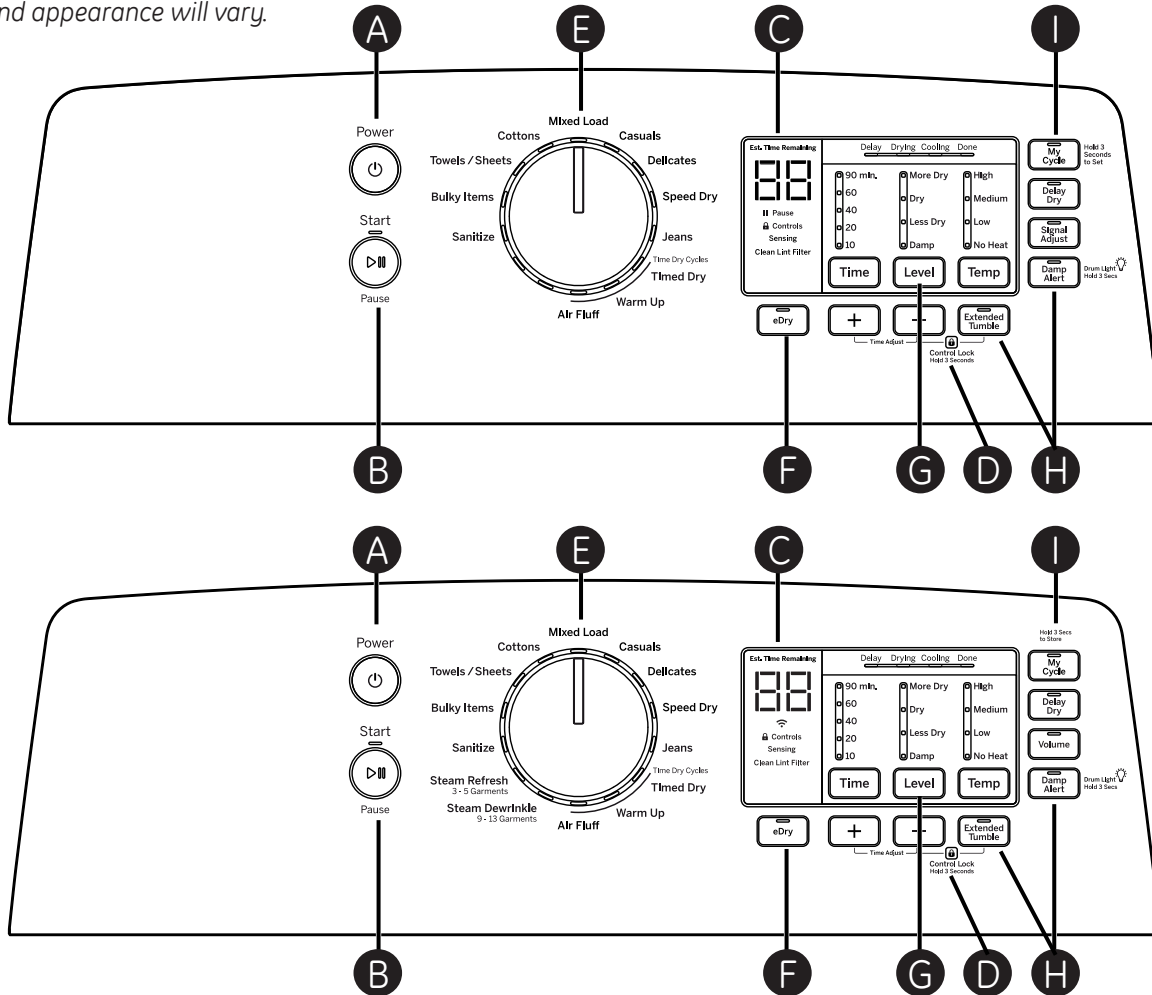 nd appearance will vary.
A
E
C
I
Power
Start
Pause
Mixed Load
Cottons
Casuals
Towels / Sheets
Delicates
Bulky Items
Speed Dry
Sanitize
Jeans
Time Dry Cycles
Timed Dry
Warm Up
Air Fluff
Est. Time Remaining
88
Pause
Controls
Sensing
Clean Lint Filter
Delay Drying Cooling Done
90 min. More Dry High
60
Dry Medium
40
Less Dry Low
20
10 Damp No Heat
Time Level Temp
eDry + − Extended
Tumble
Time Adjust
Control Lock
Hold 3 Seconds
My
Cycle
Hold 3
Seconds
to Set
Delay
Dry
Signal
Adjust
Damp
Alert
Drum Light
Hold 3 Secs
B
F
G
D
H
A
E
C
I
Power
Start
Pause
Mixed Load
Cottons
Casuals
Towels / Sheets
Delicates
Bulky Items
Speed Dry
Sanitize
Jeans
Steam Refresh
3 - 5 Garments
Time Dry Cycles
Timed Dry
Steam Dewrinkle
9 - 13 Garments
Warm Up
Air Fluff
Est. Time Remaining
88
Controls
Sensing
Clean Lint Filter
Delay Drying Cooling Done
90 min. More Dry High
60
Dry Medium
40
Less Dry Low
20
10 Damp No Heat
Time Level Temp
eDry + − Extended
Tumble
Time Adjust
Control Lock
Hold 3 Seconds
Hold 3 Secs
to Store
My
Cycle
Delay
Dry
Volume
Damp
Alert
Drum Light
Hold 3 Secs
B
F
G
D
H